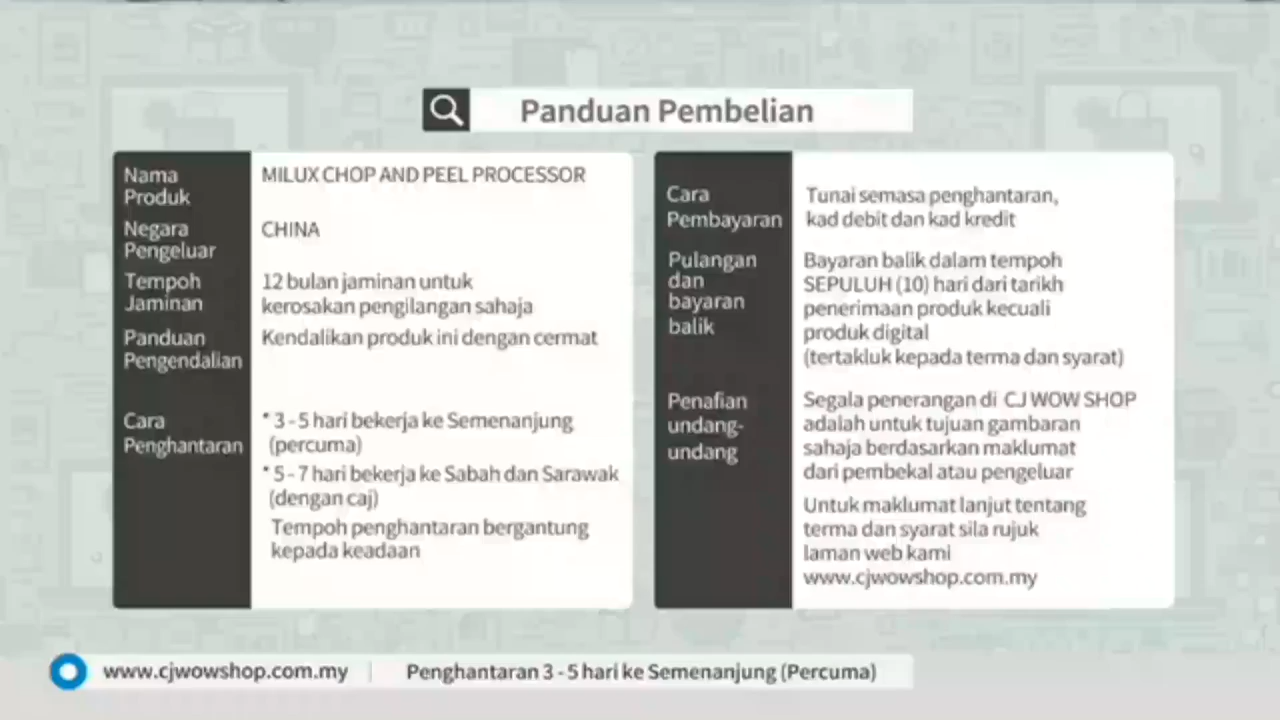 Panduan Pembelian
Nama
Produk
MILUX CHOP AND PEEL PROCESSOR
Negara
Pengeluar
CHINA
Tempoh
Jaminan
12 bulan jaminan untuk
kerosakan pengilangan sahaja
Panduan
Pengendalian
Kendalikan produk ini dengan cermat
Cara
Penghantaran
* 3 - 5 hari bekerja ke Semenanjung
(percuma)
* 5 - 7 hari bekerja ke Sabah dan Sarawak
(dengan caj)
Tempoh penghantaran bergantung
kepada keadaan
Cara
Pembayaran
Tunai semasa penghantaran,
kad debit dan kad kredit
Pulangan
dan
bayaran
balik
Bayaran balik dalam tempoh
SEPULUH (10) hari dari tarikh
penerimaan produk kecuali
produk digital
(tertakluk kepada terma dan syarat)
Penafian
undang-
undang
Segala penerangan di CJ WOW SHOP
adalah untuk tujuan gambaran
sahaja berdasarkan maklumat
dari pembekal atau pengeluar
Untuk maklumat lanjut tentang
terma dan syarat sila rujuk
laman web kami
www.cjwowshop.com.my
www.cjwowshop.com.my | Penghantaran 3 - 5 hari ke Semenanjung (Percuma)